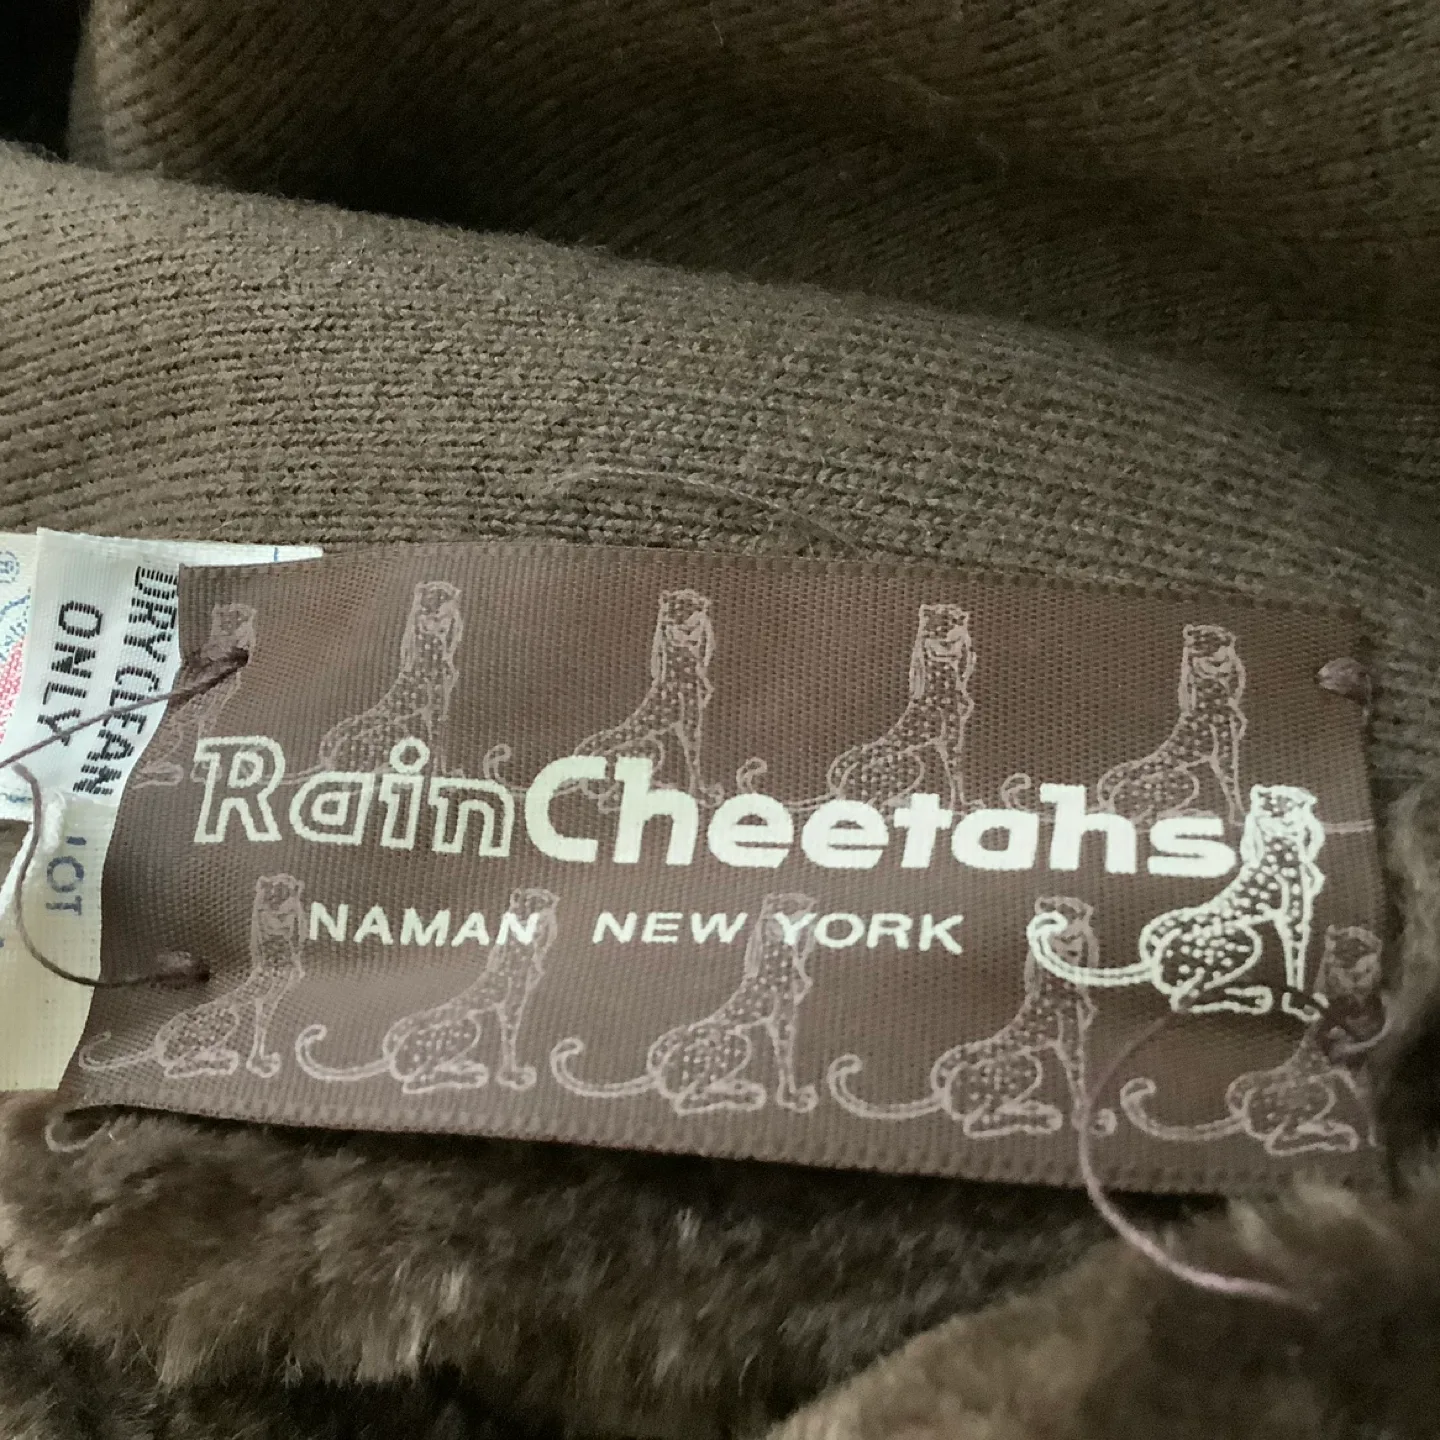 RainCheetahs
NAMAN NEW YORK
DRY CLEAN
ONLY
®